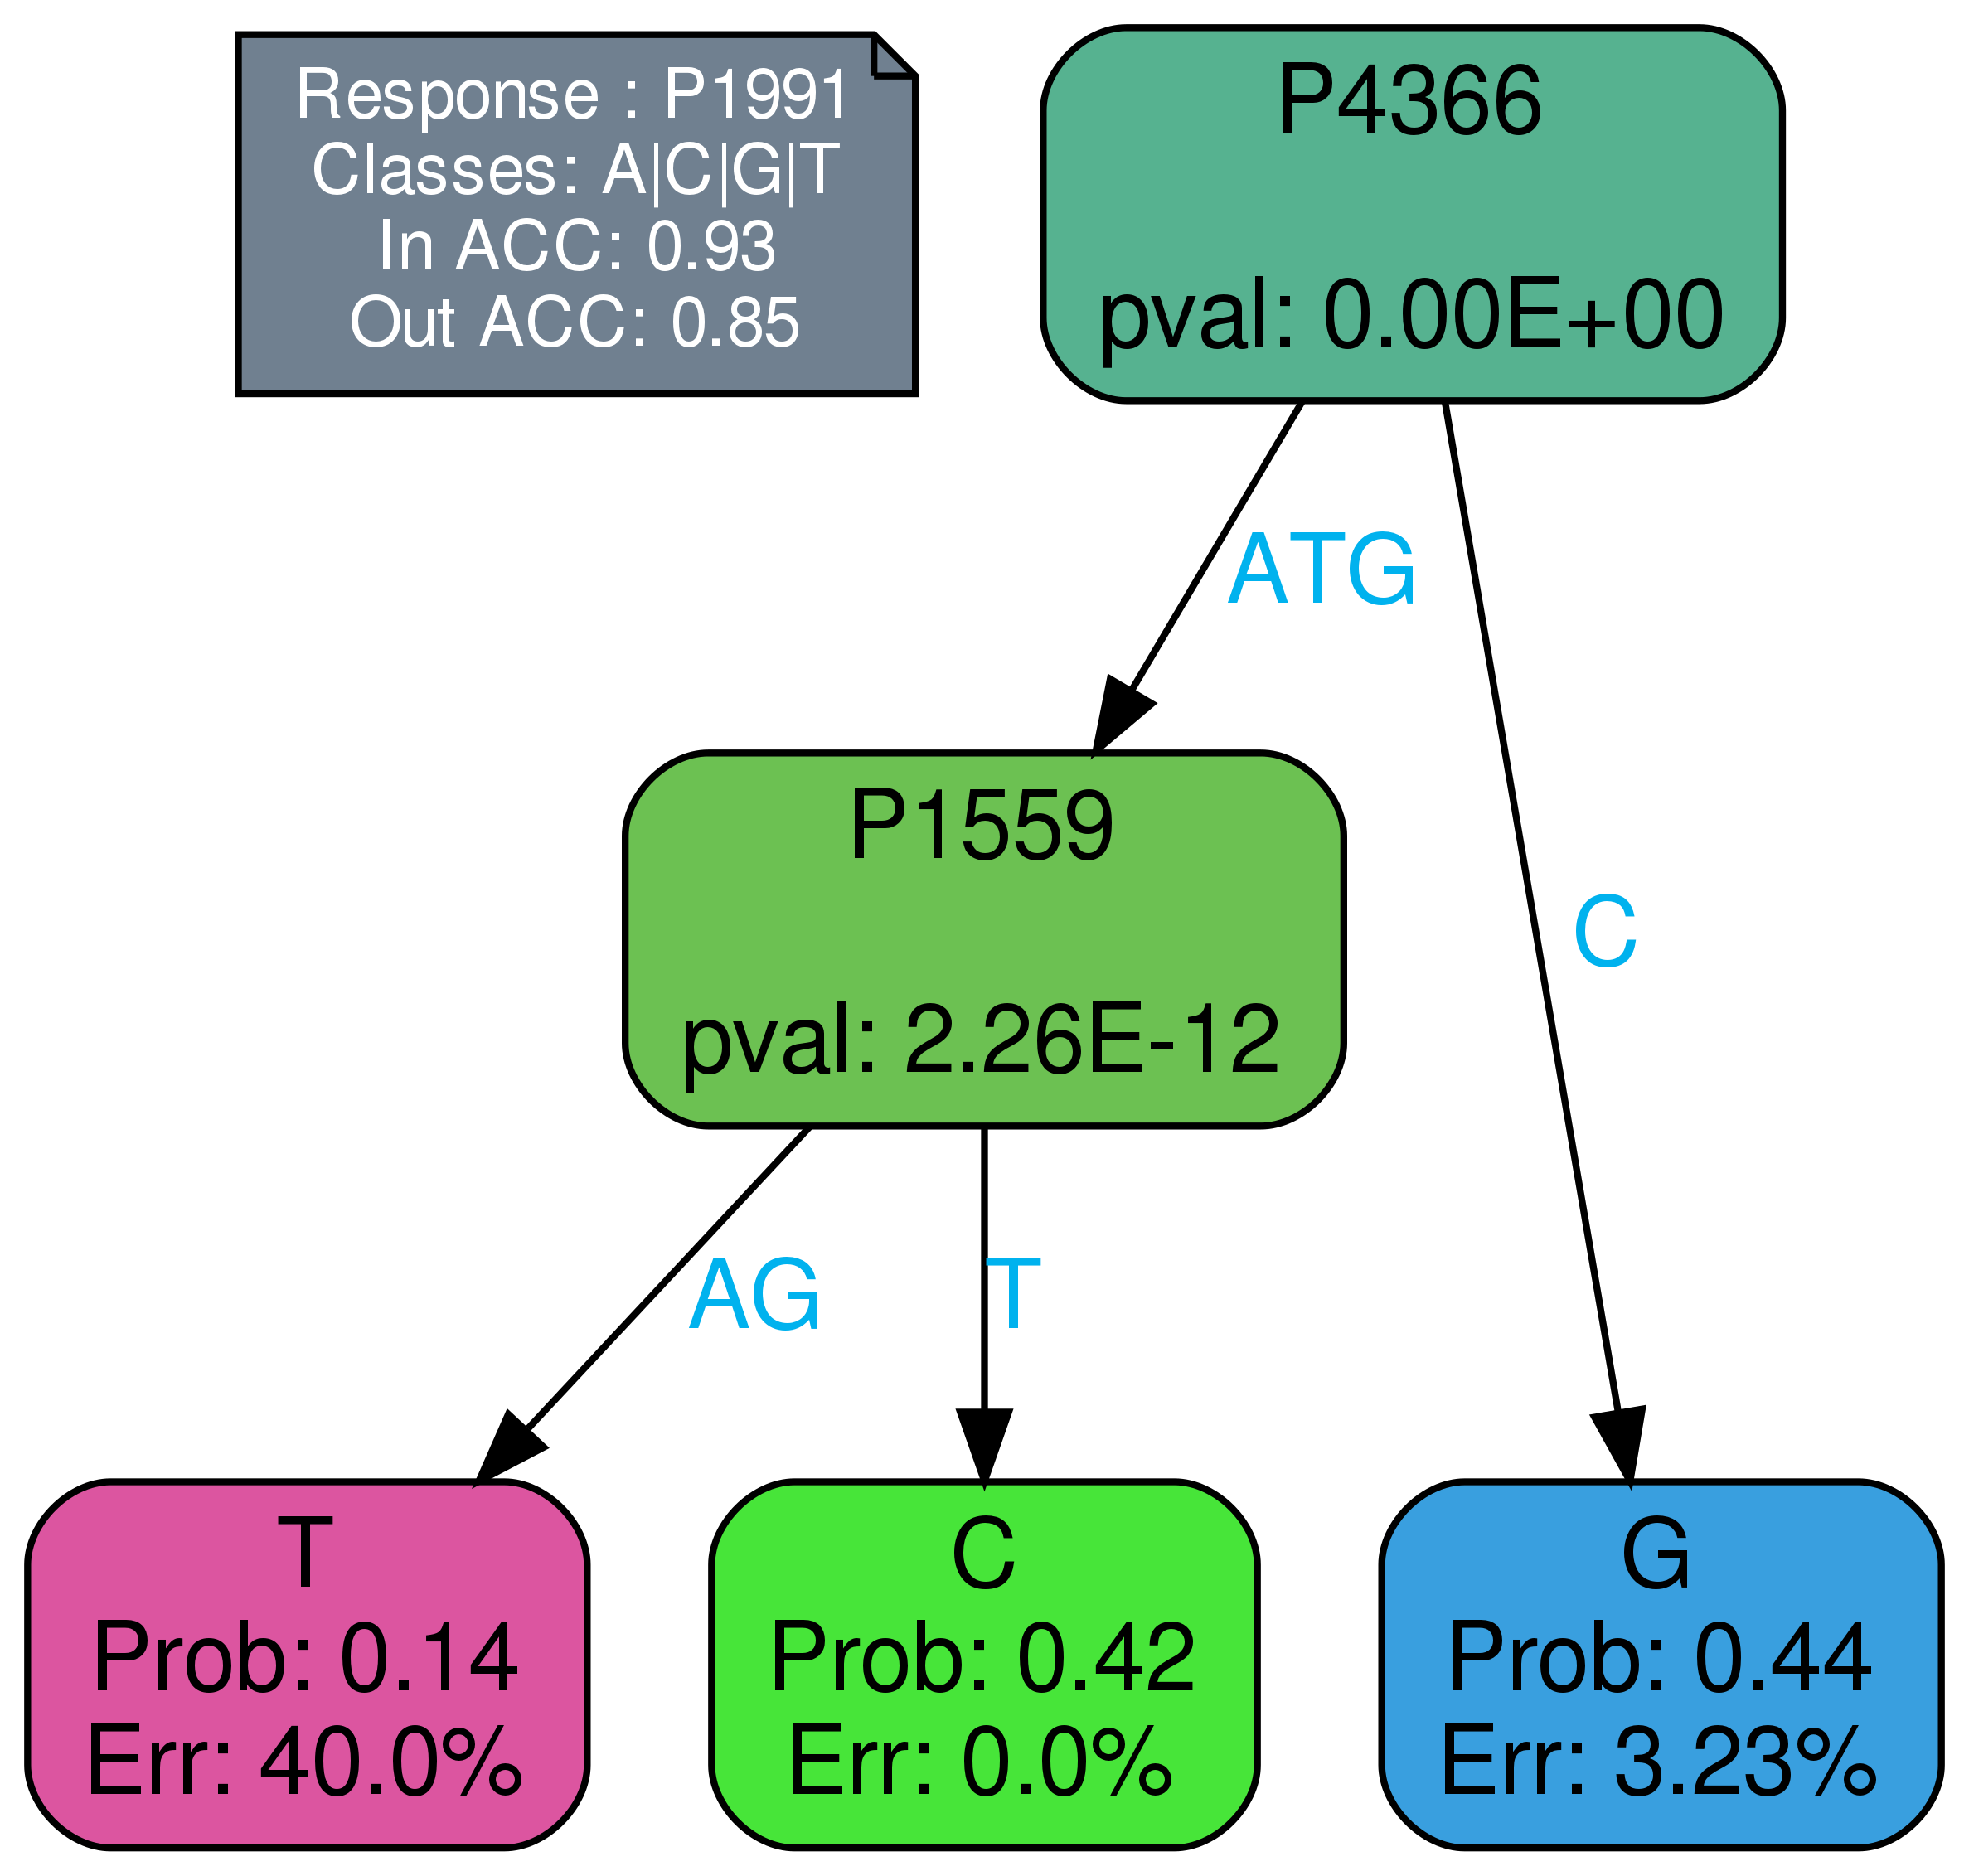 Response : P1991
Classes: A|C|G|T
In ACC: 0.93
Out ACC: 0.85
P4366
pval: 0.00E+00
ATG
C
P1559
pval: 2.26E-12
AG
T
T
Prob: 0.14
Err: 40.0%
C
Prob: 0.42
Err: 0.0%
G
Prob: 0.44
Err: 3.23%